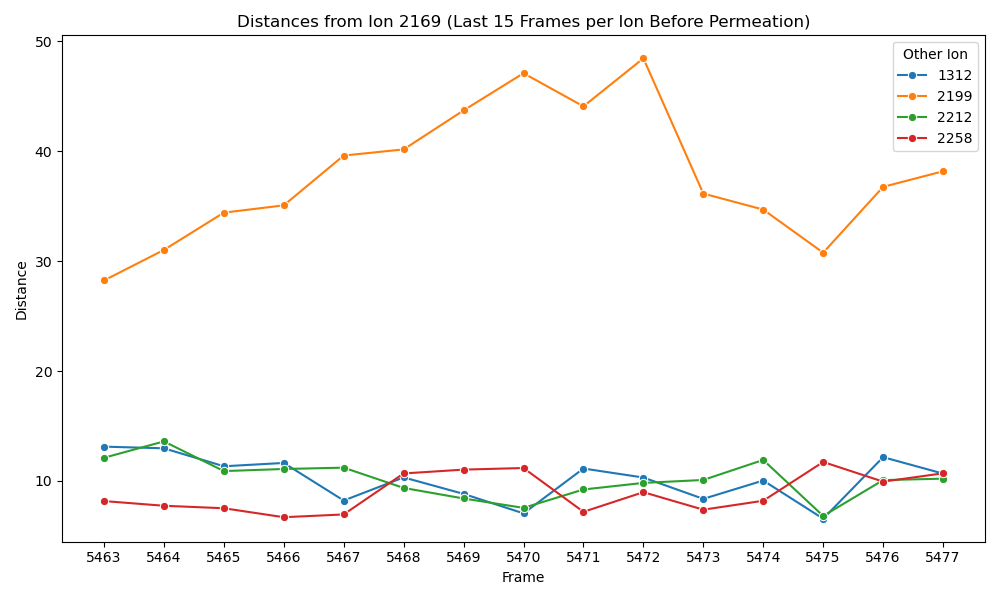 Distances from Ion 2169 (Last 15 Frames per Ion Before Permeation)
50
40
30
20
10
Distance
Other Ion
1312
2199
2212
2258
5463 5464 5465 5466 5467 5468 5469 5470 5471 5472 5473 5474 5475 5476 5477
Frame